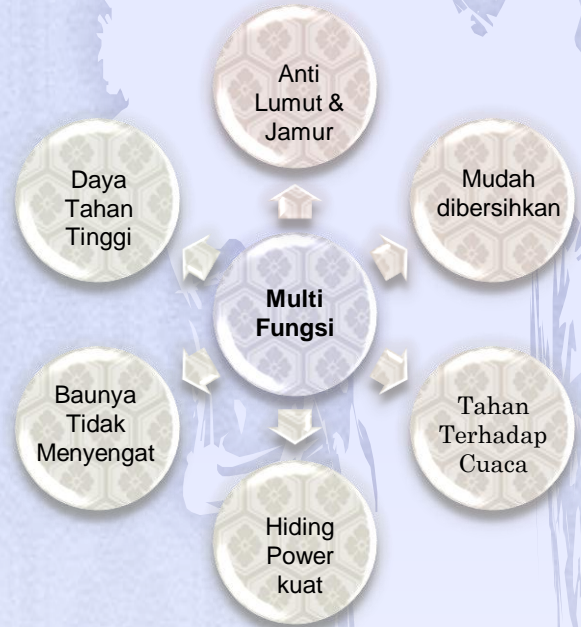 Anti
Lumut &
Jamur
Mudah
dibersihkan
Tahan
Terhadap
Cuaca
Hiding
Power
kuat
Baunya
Tidak
Menyengat
Daya
Tahan
Tinggi
Multi
Fungsi